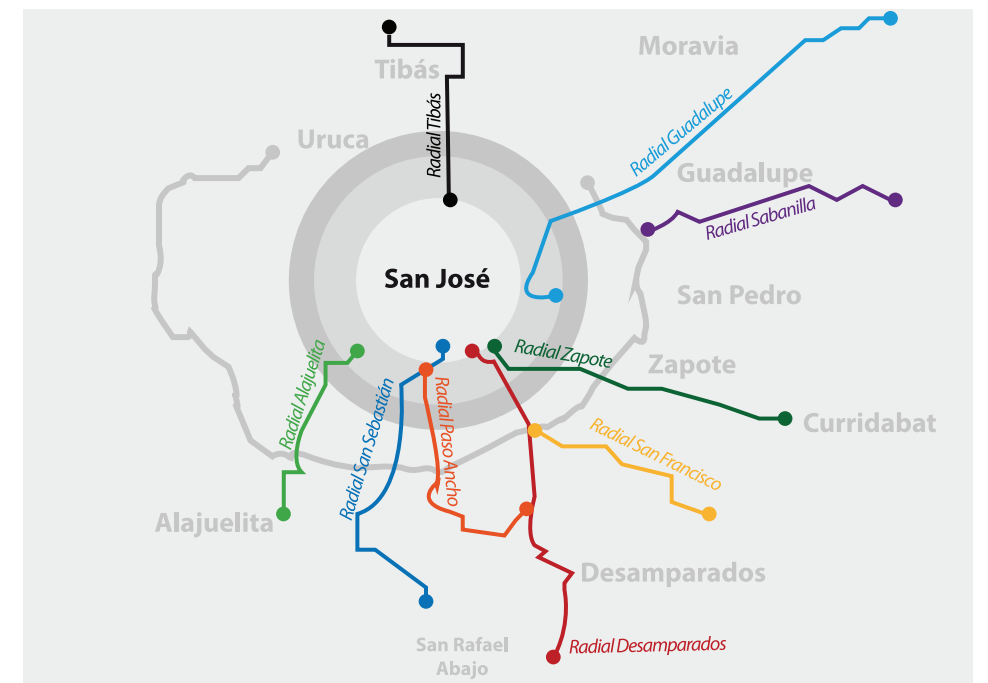 Moravia
Tibás
Radial Tibás
Radial Guadalupe
Uruca
Guadalupe
Radial Sabanilla
San José
San Pedro
Radial Zapote
Zapote
Radial Alajuelita
Radial San Sebastián
Radial Paso Ancho
Curridabat
Radial San Francisco
Alajuelita
Desamparados
San Rafael
Abajo
Radial Desamparados